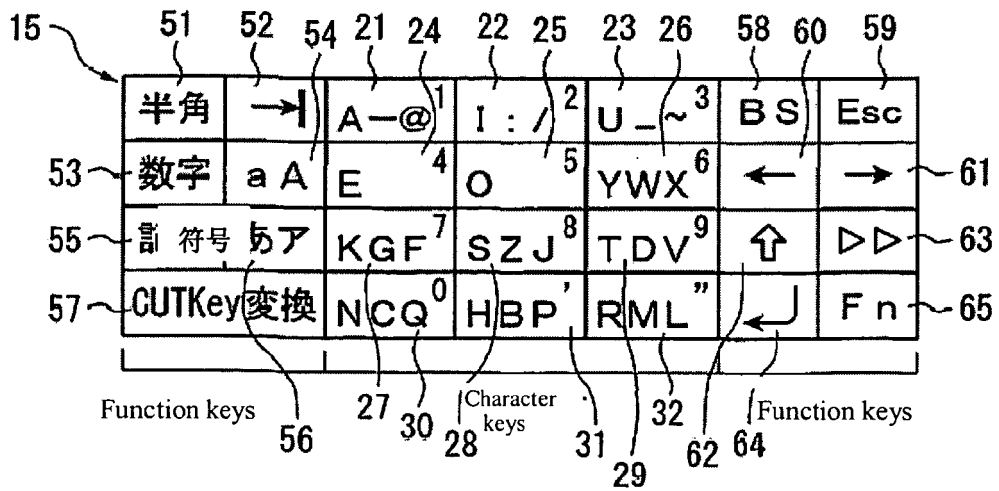 15 51 52 54 21 24 22 25 23 26 58 60 59
半角 →| A—@ 1 I : / 2 U _ ~ 3 BS Esc
53 数字 aA E 4 O 5 YWX 6 ← → 61
55 符号 あア KGF 7 SZJ 8 TDV 9 ⇧ ▷▷ 63
57 CUTKey 変換 NCQ 0 HBP ' RML " ↵ Fn 65
Function keys 56 27 30 28 Character keys 31 29 32 62 64 Function keys